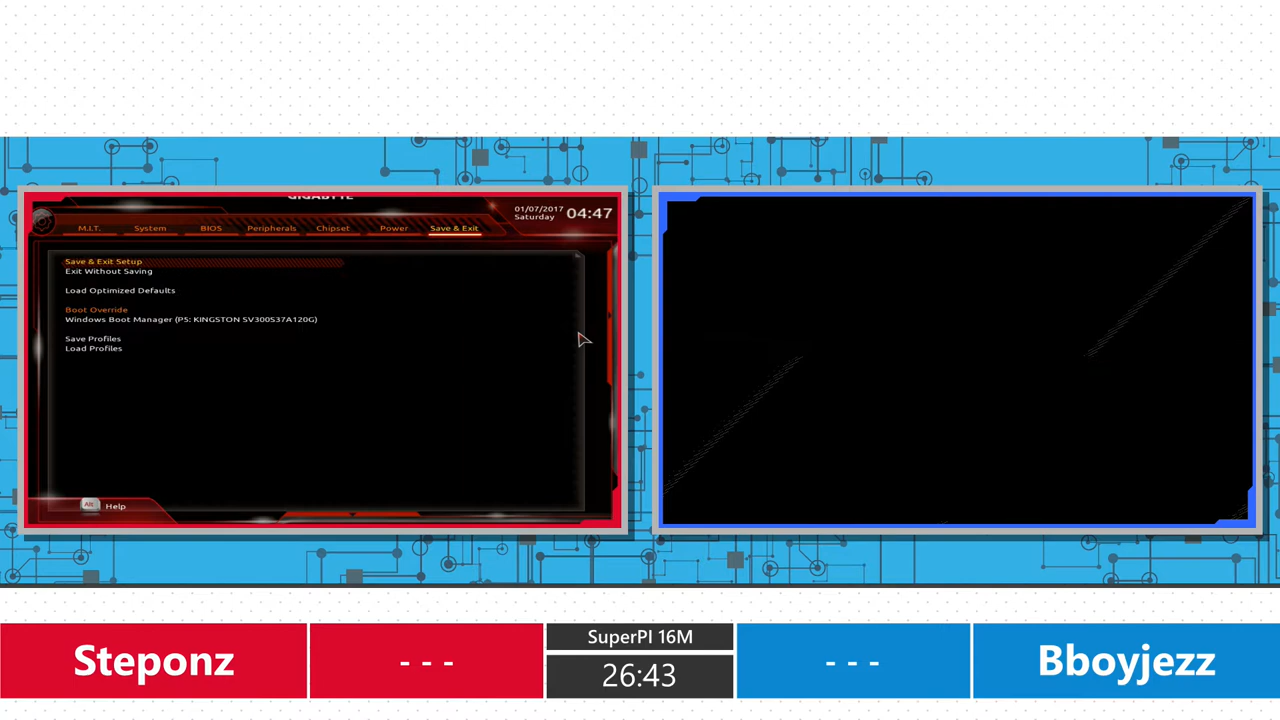 GIGABYTE
01/07/2017
Saturday
04:47
M.I.T. System BIOS Peripherals Chipset Power Save & Exit
Save & Exit Setup
Exit Without Saving
Load Optimized Defaults
Boot Override
Windows Boot Manager (P5: KINGSTON SV300S37A120G)
Save Profiles
Load Profiles
Alt Help
Steponz
- - -
SuperPI 16M
26:43
- - -
Bboyjezz